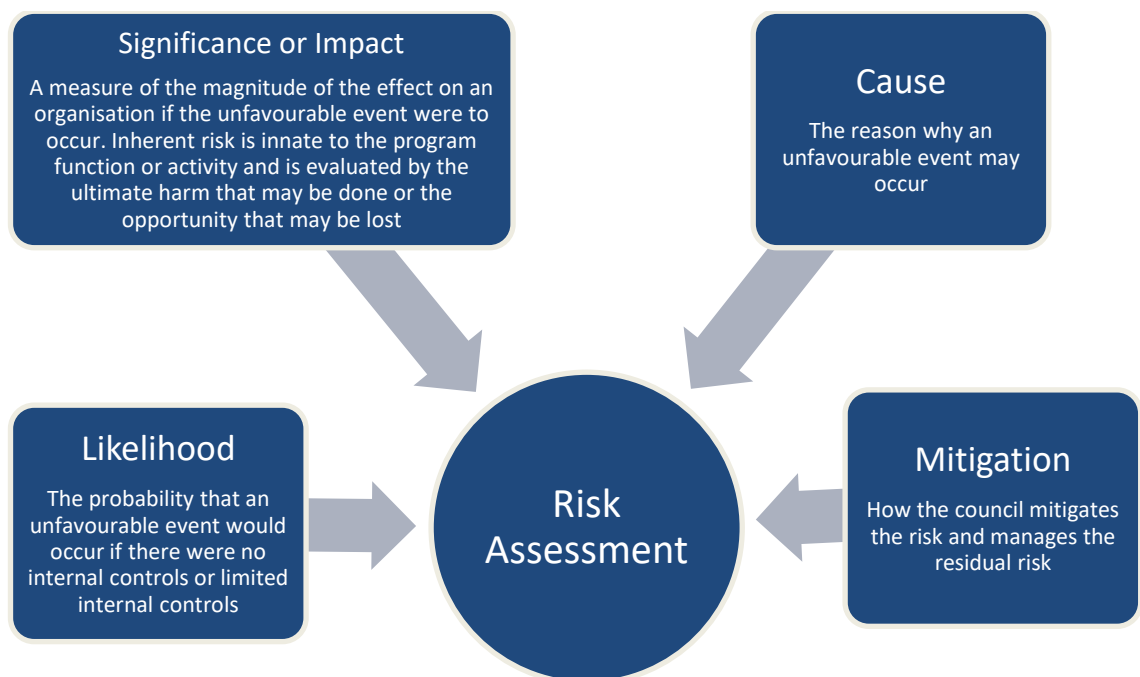 Significance or Impact
A measure of the magnitude of the effect on an
organisation if the unfavourable event were to
occur. Inherent risk is innate to the program
function or activity and is evaluated by the
ultimate harm that may be done or the
opportunity that may be lost
Cause
The reason why an
unfavourable event may
occur
Likelihood
The probability that an
unfavourable event would
occur if there were no
internal controls or limited
internal controls
Risk
Assessment
Mitigation
How the council mitigates
the risk and manages the
residual risk